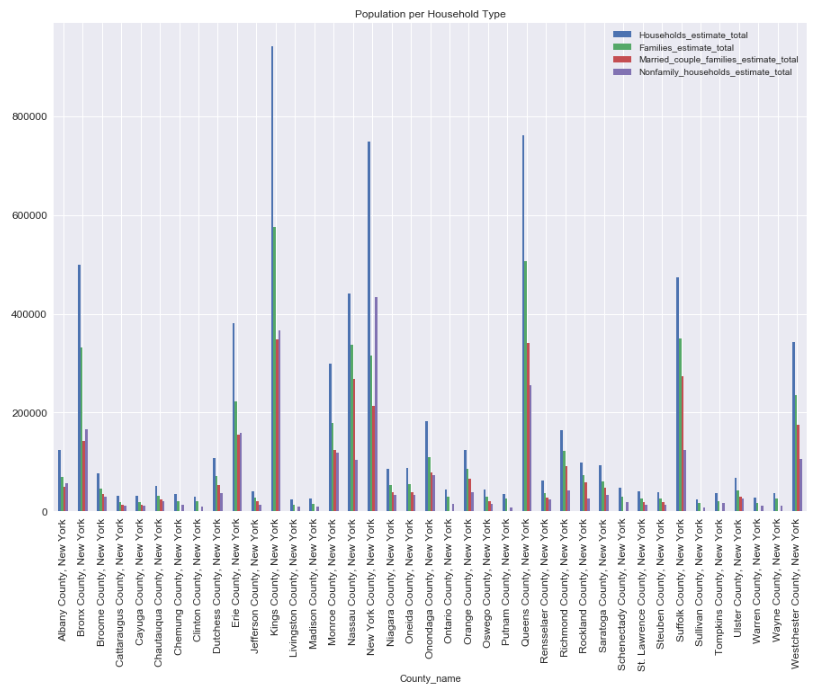 Population per Household Type
Households_estimate_total
Families_estimate_total
Married_couple_families_estimate_total
Nonfamily_households_estimate_total
800000
600000
400000
200000
0
Albany County, New York
Bronx County, New York
Broome County, New York
Cattaraugus County, New York
Cayuga County, New York
Chautauqua County, New York
Chemung County, New York
Clinton County, New York
Dutchess County, New York
Erie County, New York
Jefferson County, New York
Kings County, New York
Livingston County, New York
Madison County, New York
Monroe County, New York
Nassau County, New York
New York County, New York
Niagara County, New York
Oneida County, New York
Onondaga County, New York
Ontario County, New York
Orange County, New York
Oswego County, New York
Putnam County, New York
Queens County, New York
Rensselaer County, New York
Richmond County, New York
Rockland County, New York
Saratoga County, New York
Schenectady County, New York
St. Lawrence County, New York
Steuben County, New York
Suffolk County, New York
Sullivan County, New York
Tompkins County, New York
Ulster County, New York
Warren County, New York
Wayne County, New York
Westchester County, New York
County_name